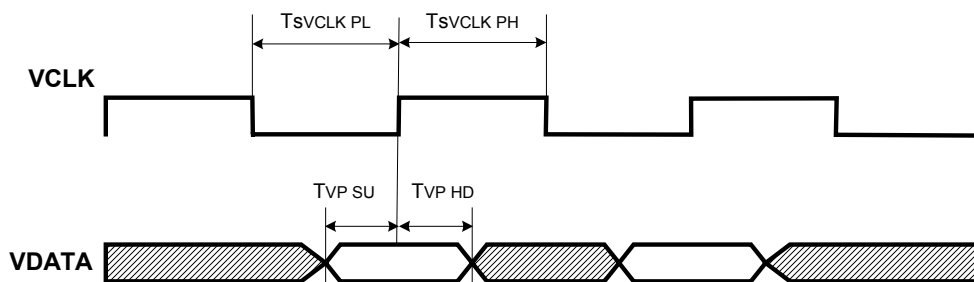 TsVCLK PL TsVCLK PH
VCLK
TVP SU TVP HD
VDATA